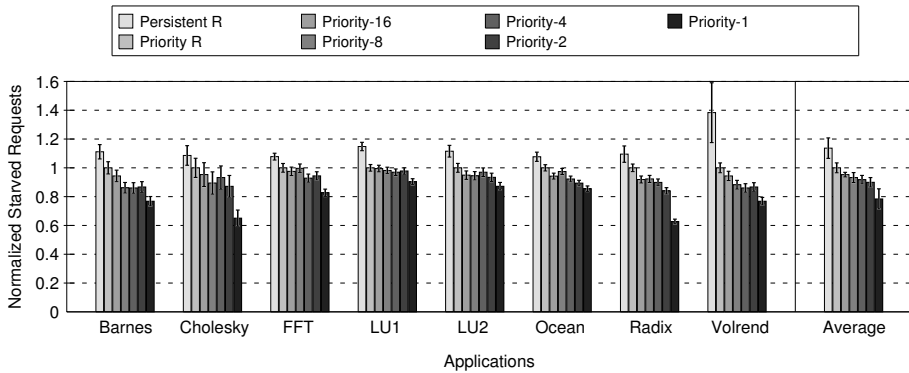 Persistent R Priority-16 Priority-4 Priority-1
Priority R Priority-8 Priority-2
Normalized Starved Requests
1.6
1.4
1.2
1
0.8
0.6
0.4
0.2
0
Barnes Cholesky FFT LU1 LU2 Ocean Radix Volrend Average
Applications